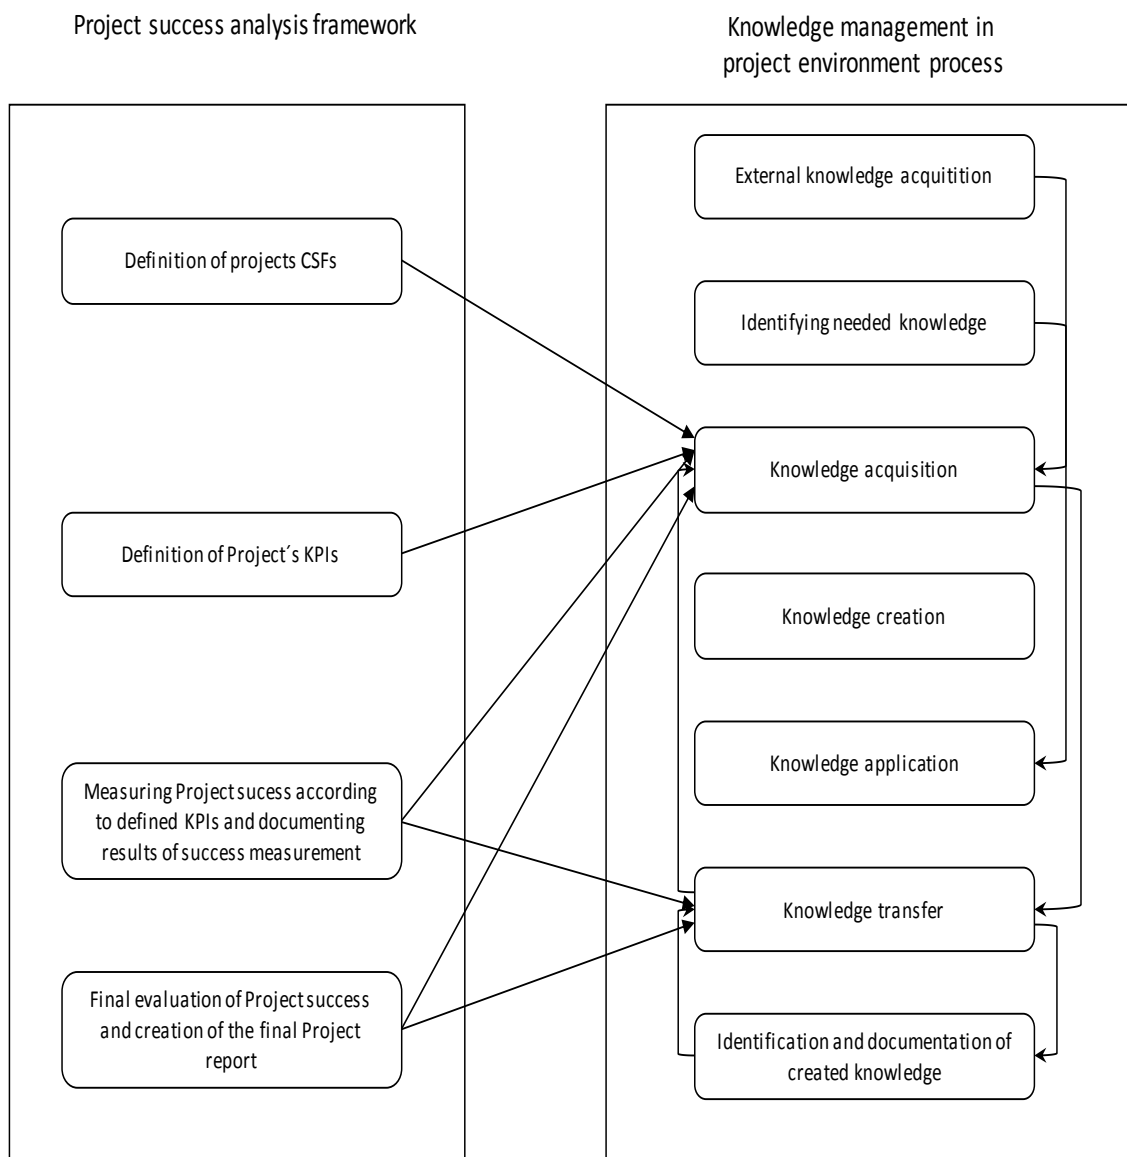 Project success analysis framework
Knowledge management in
project environment process
External knowledge acquitition
Definition of projects CSFs
Identifying needed knowledge
Knowledge acquisition
Definition of Project´s KPIs
Knowledge creation
Knowledge application
Measuring Project sucess according
to defined KPIs and documenting
results of success measurement
Knowledge transfer
Final evaluation of Project success
and creation of the final Project
report
Identification and documentation of
created knowledge